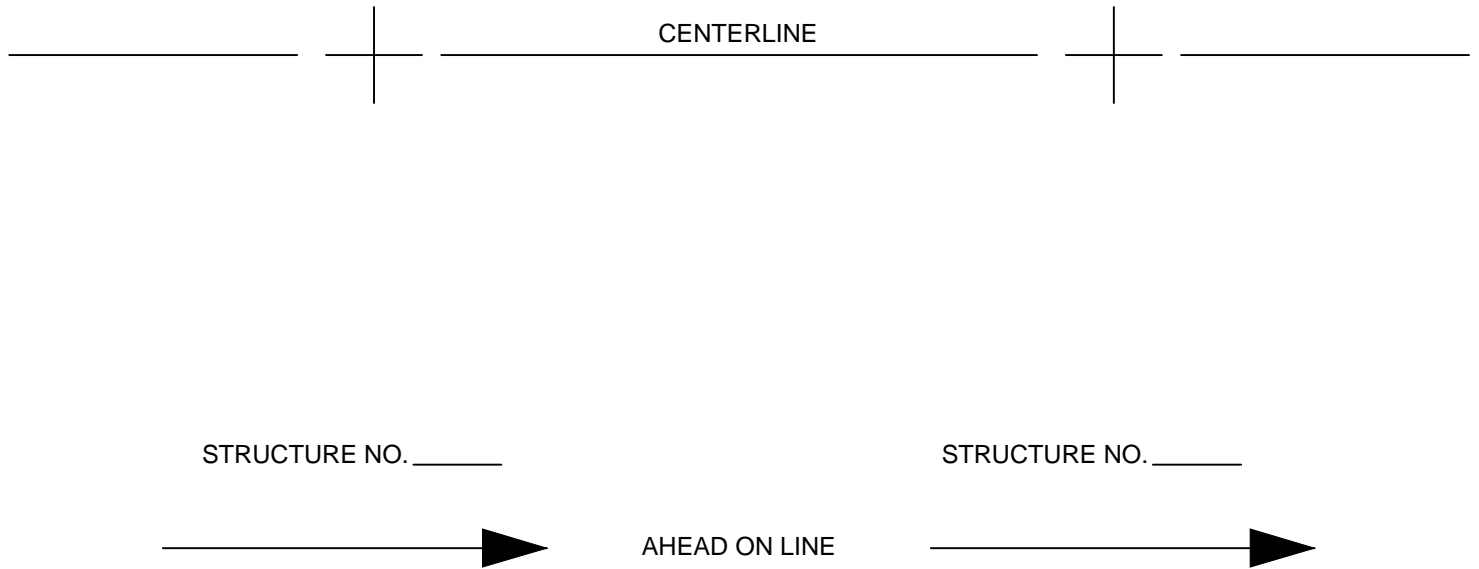 CENTERLINE
STRUCTURE NO.______ STRUCTURE NO.______
AHEAD ON LINE